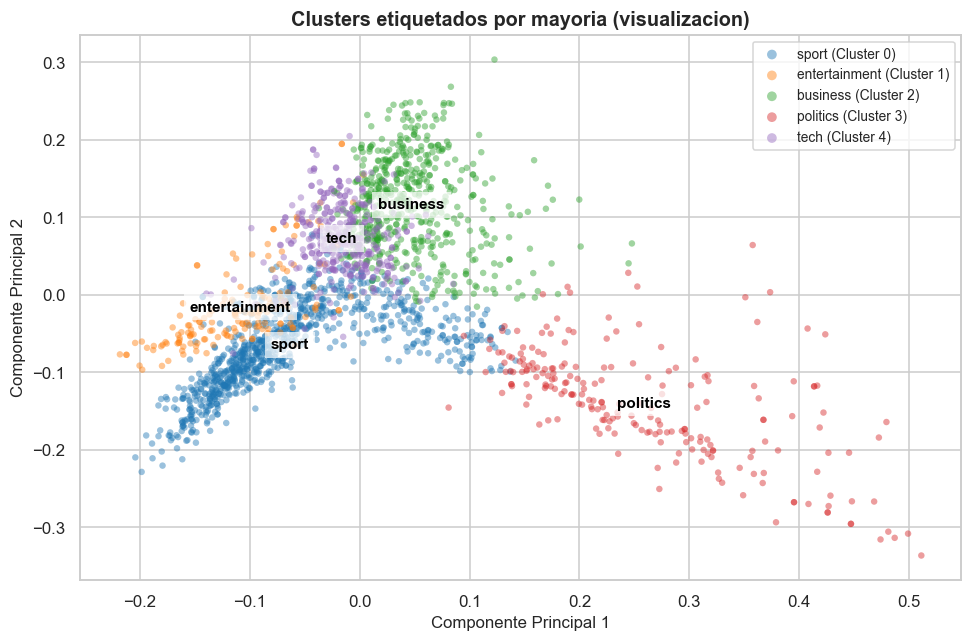 Clusters etiquetados por mayoria (visualizacion)
sport (Cluster 0)
entertainment (Cluster 1)
business (Cluster 2)
politics (Cluster 3)
tech (Cluster 4)
Componente Principal 2
0.3
0.2
0.1
0.0
−0.1
−0.2
−0.3
business
tech
entertainment
sport
politics
−0.2
−0.1
0.0
0.1
0.2
0.3
0.4
0.5
Componente Principal 1